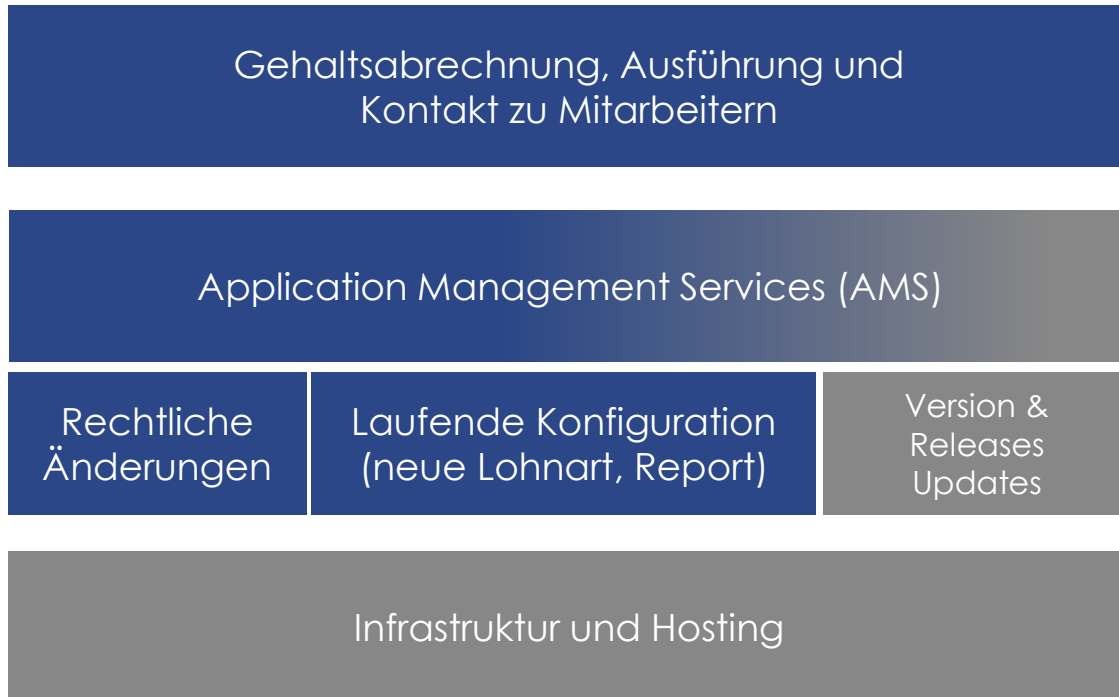 Gehaltsabrechnung, Ausführung und
Kontakt zu Mitarbeitern
Application Management Services (AMS)
Rechtliche
Änderungen
Laufende Konfiguration
(neue Lohnart, Report)
Version &
Releases
Updates
Infrastruktur und Hosting